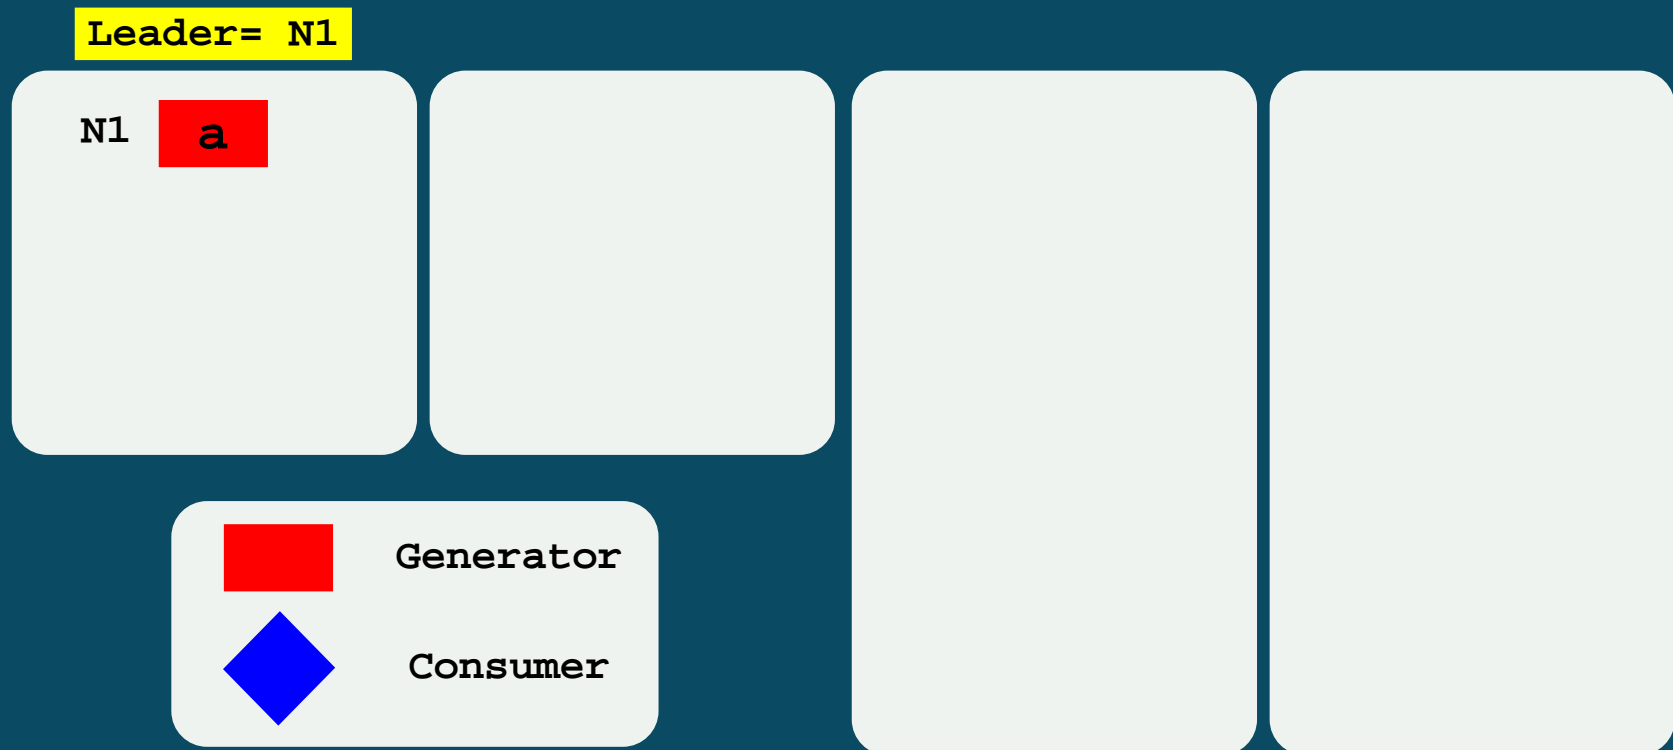 Leader= N1
N1 a
Generator
Consumer